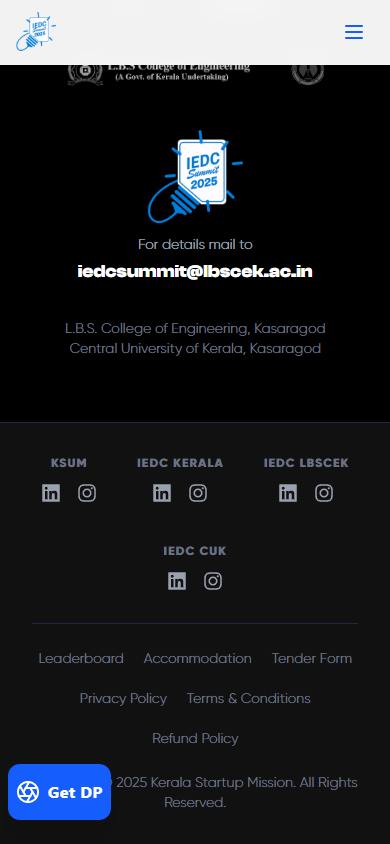 IEDC
Summit
2025
L.B.S College of Engineering
(A Govt. of Kerala Undertaking)
IEDC
Summit
2025
For details mail to
iedcsummit@lbscek.ac.in
L.B.S. College of Engineering, Kasaragod
Central University of Kerala, Kasaragod
KSUM
IEDC KERALA
IEDC LBSCEK
IEDC CUK
Leaderboard
Accommodation
Tender Form
Privacy Policy
Terms & Conditions
Refund Policy
2025 Kerala Startup Mission. All Rights
Reserved.
Get DP